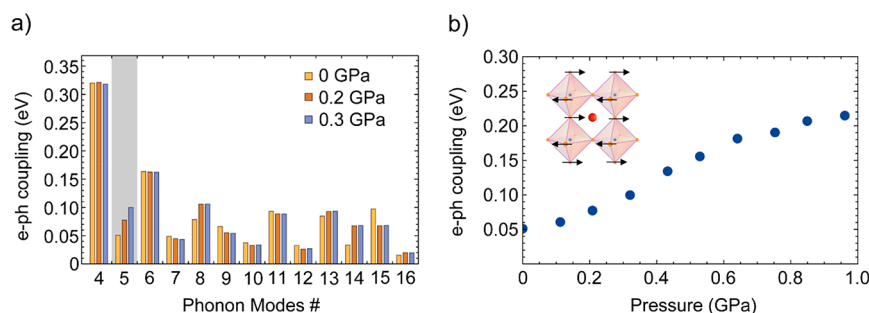 a)
e-ph coupling (eV)
0.35
0.30
0.25
0.20
0.15
0.10
0.05
0
0 GPa
0.2 GPa
0.3 GPa
4 5 6 7 8 9 10 11 12 13 14 15 16
Phonon Modes #
b)
e-ph coupling (eV)
0.30
0.25
0.20
0.15
0.10
0.05
0.00
0 0.2 0.4 0.6 0.8 1.0
Pressure (GPa)